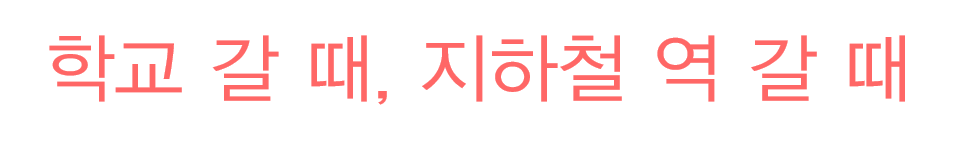 학교 갈 때, 지하철 역 갈 때